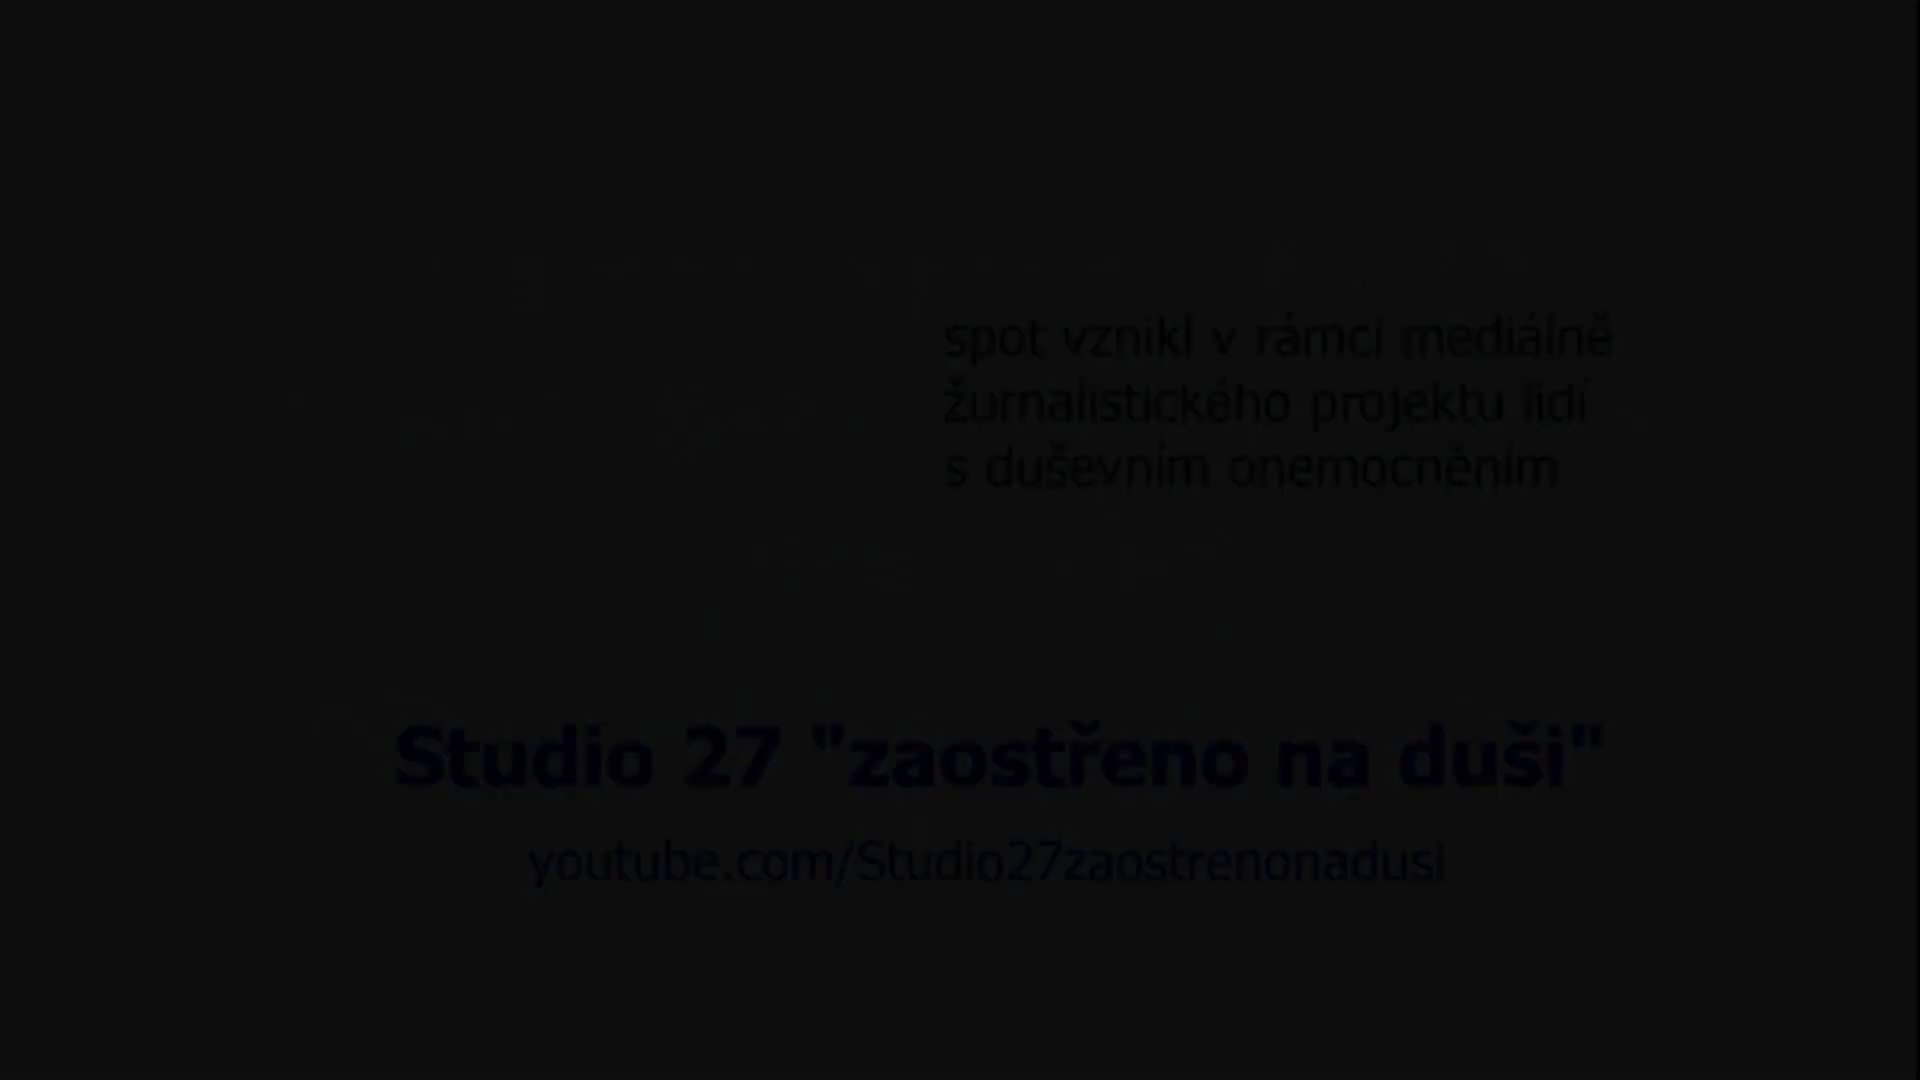 spot vznikl v rámci mediálně
žurnalistického projektu lidí
s duševním onemocněním
Studio 27 "zaostřeno na duši"
youtube.com/Studio27zaostrenonadusi